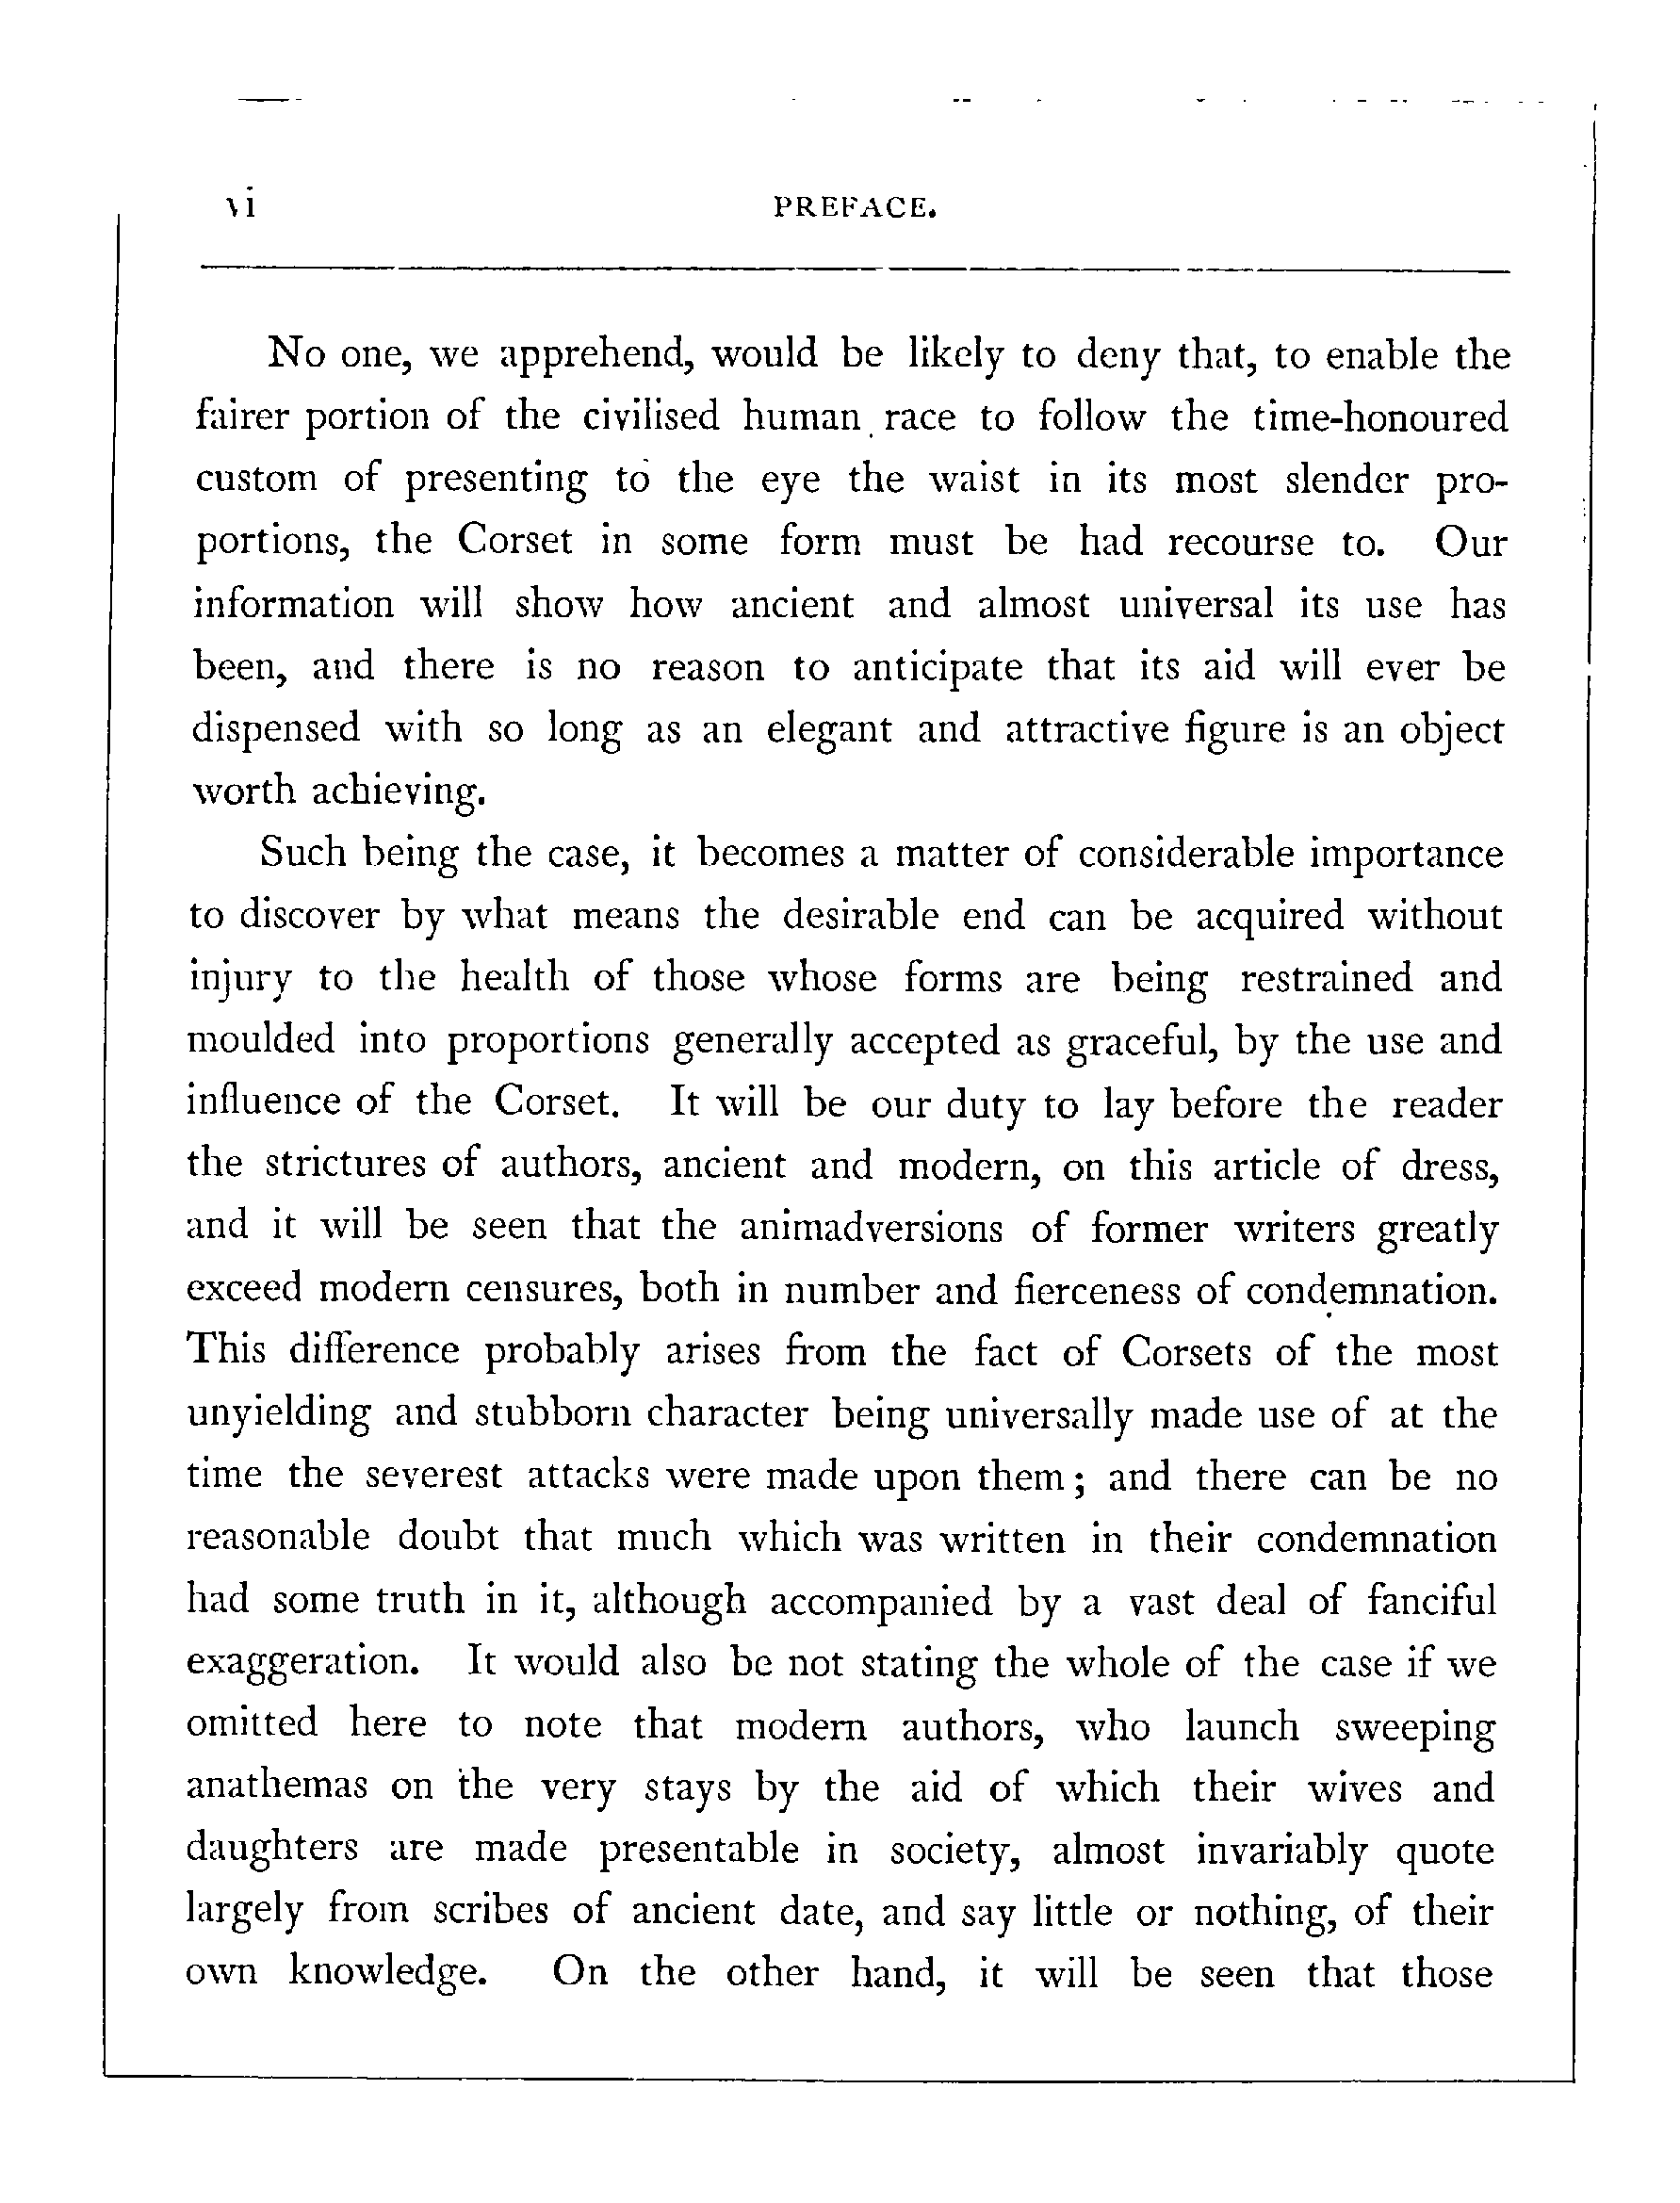 vi
PREFACE.
No one, we apprehend, would be likely to deny that, to enable the
fairer portion of the civilised human race to follow the time-honoured
custom of presenting to the eye the waist in its most slender pro-
portions, the Corset in some form must be had recourse to. Our
information will show how ancient and almost universal its use has
been, and there is no reason to anticipate that its aid will ever be
dispensed with so long as an elegant and attractive figure is an object
worth achieving.
Such being the case, it becomes a matter of considerable importance
to discover by what means the desirable end can be acquired without
injury to the health of those whose forms are being restrained and
moulded into proportions generally accepted as graceful, by the use and
influence of the Corset. It will be our duty to lay before the reader
the strictures of authors, ancient and modern, on this article of dress,
and it will be seen that the animadversions of former writers greatly
exceed modern censures, both in number and fierceness of condemnation.
This difference probably arises from the fact of Corsets of the most
unyielding and stubborn character being universally made use of at the
time the severest attacks were made upon them; and there can be no
reasonable doubt that much which was written in their condemnation
had some truth in it, although accompanied by a vast deal of fanciful
exaggeration. It would also be not stating the whole of the case if we
omitted here to note that modern authors, who launch sweeping
anathemas on the very stays by the aid of which their wives and
daughters are made presentable in society, almost invariably quote
largely from scribes of ancient date, and say little or nothing, of their
own knowledge. On the other hand, it will be seen that those